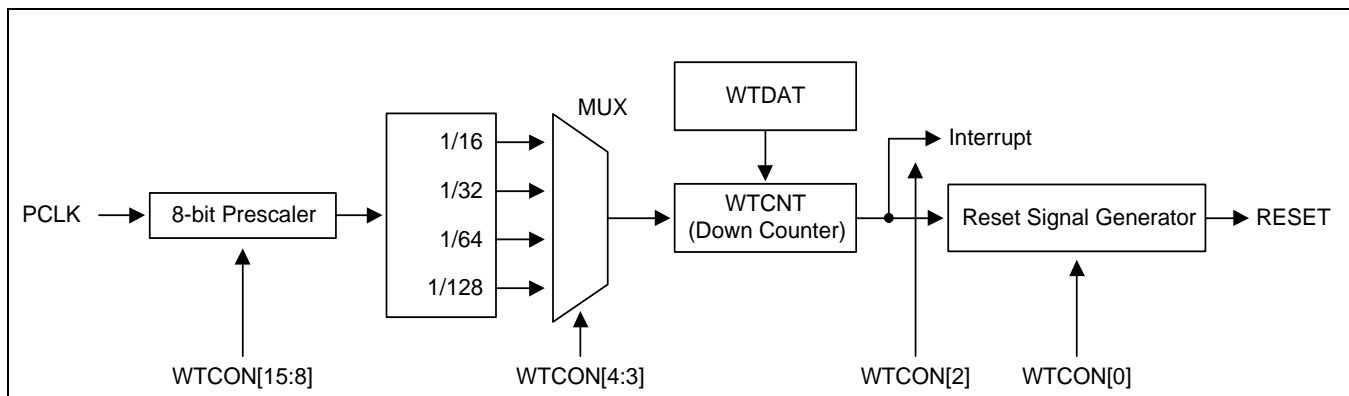 WTDAT
MUX
1/16
Interrupt
1/32
WTCNT
(Down Counter)
PCLK
8-bit Prescaler
Reset Signal Generator
RESET
1/64
1/128
WTCON[15:8]
WTCON[4:3]
WTCON[2]
WTCON[0]